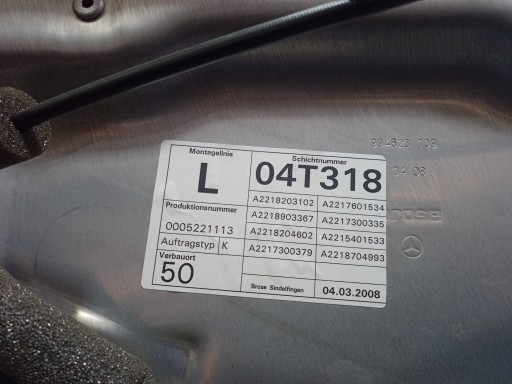 Montagelinie
L
Schichtnummer
04T318
Produktionsnummer
0005221113
Auftragstyp K
Verbauort
50
A2218203102 A2217601534
A2218903367 A2217300335
A2218204602 A2215401533
A2217300379 A2218704993
Brose Sindelfingen 04.03.2008
04 08
brose